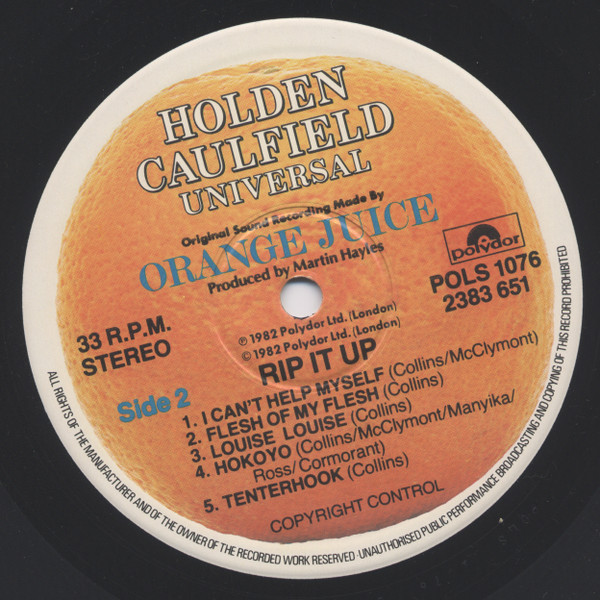 HOLDEN
CAULFIELD
UNIVERSAL
Original Sound Recording Made By
ORANGE JUICE
Produced by Martin Hayles
polydor
POLS 1076
2383 651
33 R.P.M.
STEREO
℗ 1982 Polydor Ltd. (London)
© 1982 Polydor Ltd. (London)
RIP IT UP
Side 2
1. I CAN'T HELP MYSELF (Collins/McClymont)
2. FLESH OF MY FLESH (Collins)
3. LOUISE LOUISE (Collins)
4. HOKOYO (Collins/McClymont/Manyika/
Ross/Cormorant)
5. TENTERHOOK (Collins)
COPYRIGHT CONTROL
ALL RIGHTS OF THE MANUFACTURER AND OF THE OWNER OF THE RECORDED WORK RESERVED · UNAUTHORISED PUBLIC PERFORMANCE BROADCASTING AND COPYING OF THIS RECORD PROHIBITED